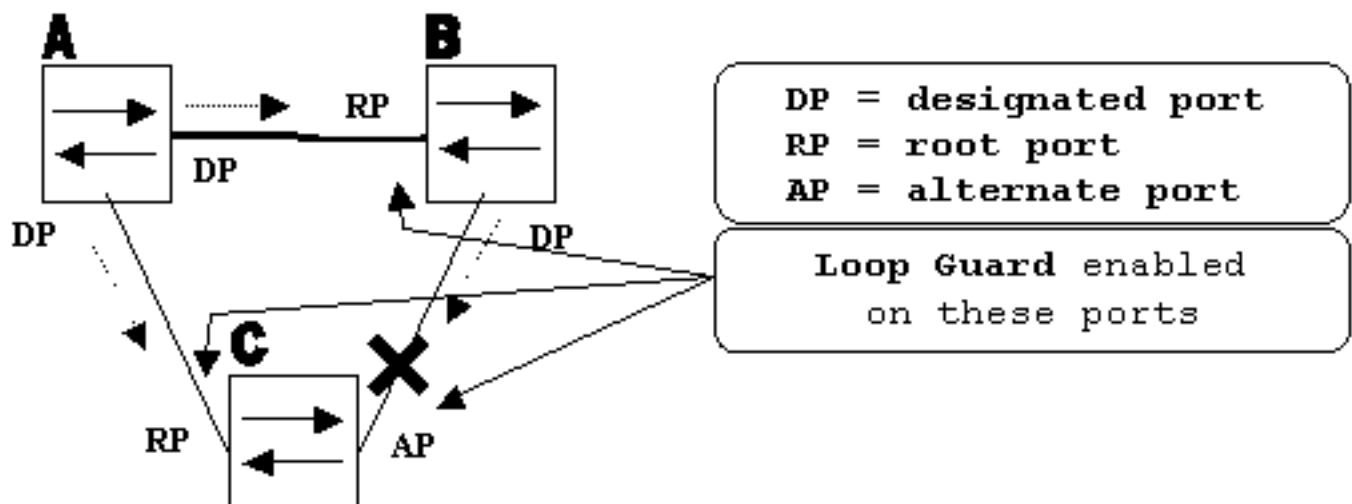 A
B
RP
DP
DP
DP
C
RP
AP
DP = designated port
RP = root port
AP = alternate port
Loop Guard enabled
on these ports